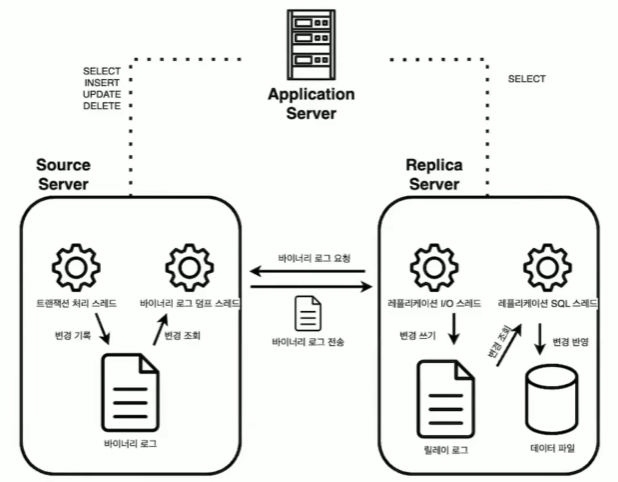 Application
Server
SELECT
INSERT
UPDATE
DELETE
SELECT
Source
Server
Replica
Server
트랜잭션 처리 스레드
바이너리 로그 덤프 스레드
변경 기록
변경 조회
바이너리 로그
바이너리 로그 요청
바이너리 로그 전송
레플리케이션 I/O 스레드
레플리케이션 SQL 스레드
변경 쓰기
변경 조회
변경 반영
릴레이 로그
데이터 파일